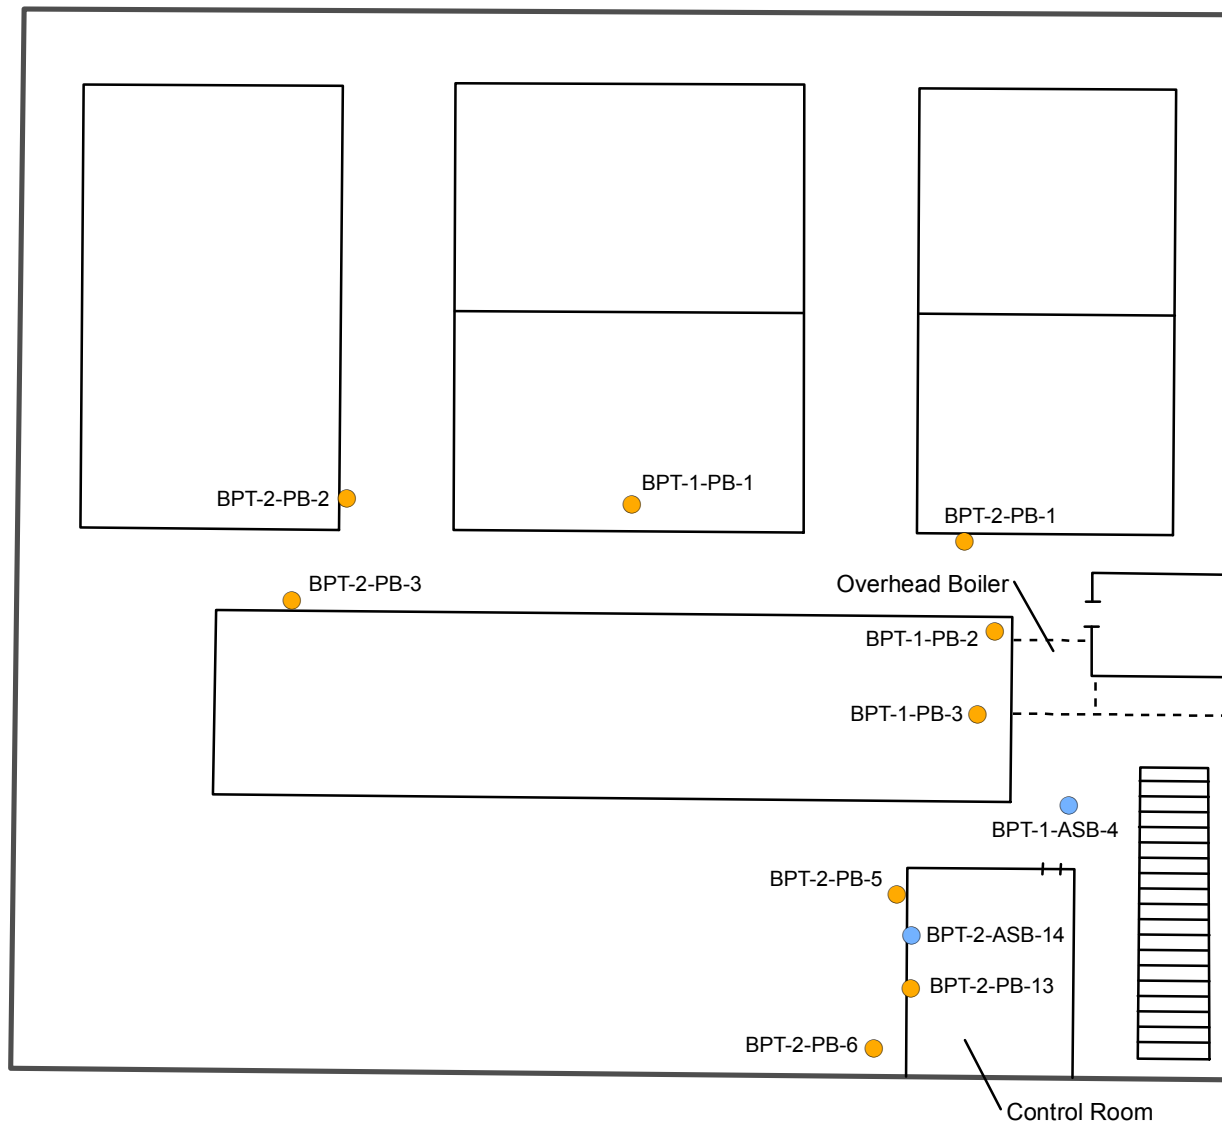 BPT-1-PB-1
BPT-2-PB-2
BPT-2-PB-1
BPT-2-PB-3
Overhead Boiler
BPT-1-PB-2
BPT-1-PB-3
BPT-1-ASB-4
BPT-2-PB-5
BPT-2-ASB-14
BPT-2-PB-13
BPT-2-PB-6
Control Room